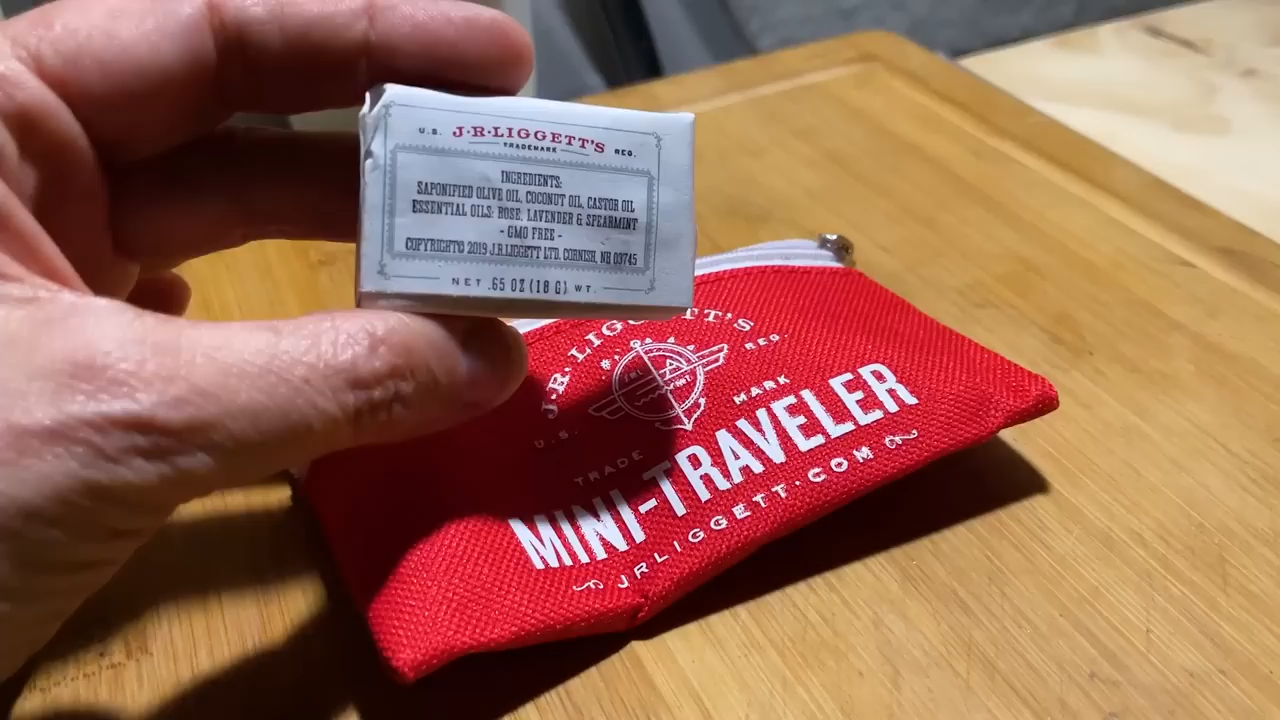 U.S. J·R·LIGGETT'S REG.
TRADEMARK
INGREDIENTS:
SAPONIFIED OLIVE OIL, COCONUT OIL, CASTOR OIL
ESSENTIAL OILS: ROSE, LAVENDER & SPEARMINT
- GMO FREE -
COPYRIGHT© 2019 J.R.LIGGETT LTD. CORNISH, NH 03745
NET .65 OZ (18 G) WT.
J.R. LIGGETT'S
U.S. REG.
TRADE MARK
MINI-TRAVELER
JRLIGGETT.COM